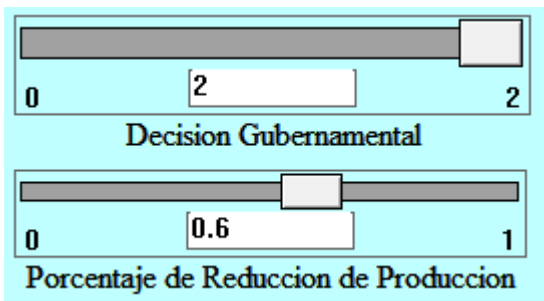 2
0 2
Decision Gubernamental
0.6
0 1
Porcentaje de Reduccion de Produccion